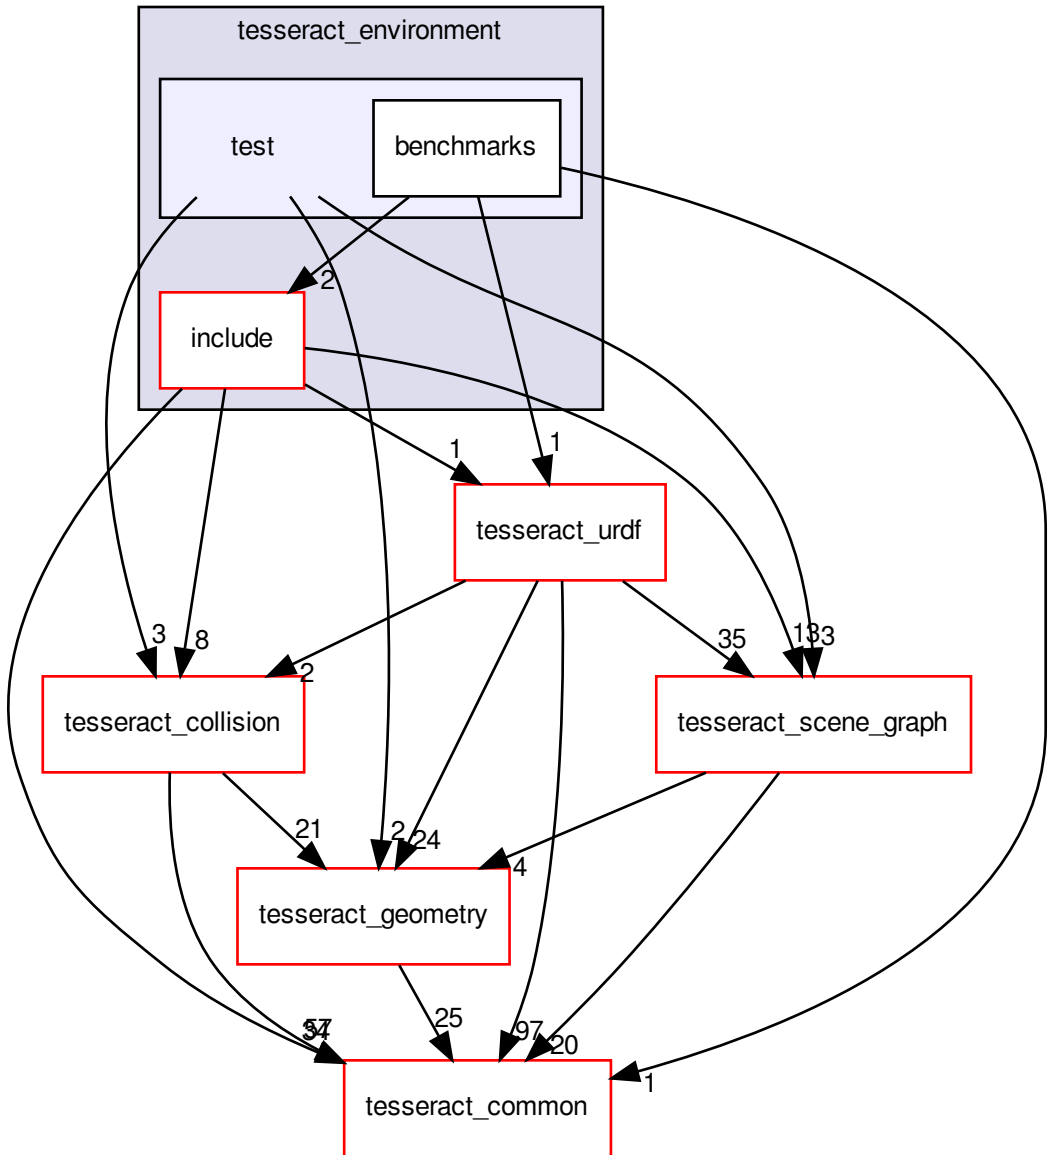 tesseract_environment
test
benchmarks
2
include
1
1
tesseract_urdf
3
8
2
35
13
3
tesseract_collision
tesseract_scene_graph
21
2
24
4
tesseract_geometry
25
97
20
1
tesseract_common